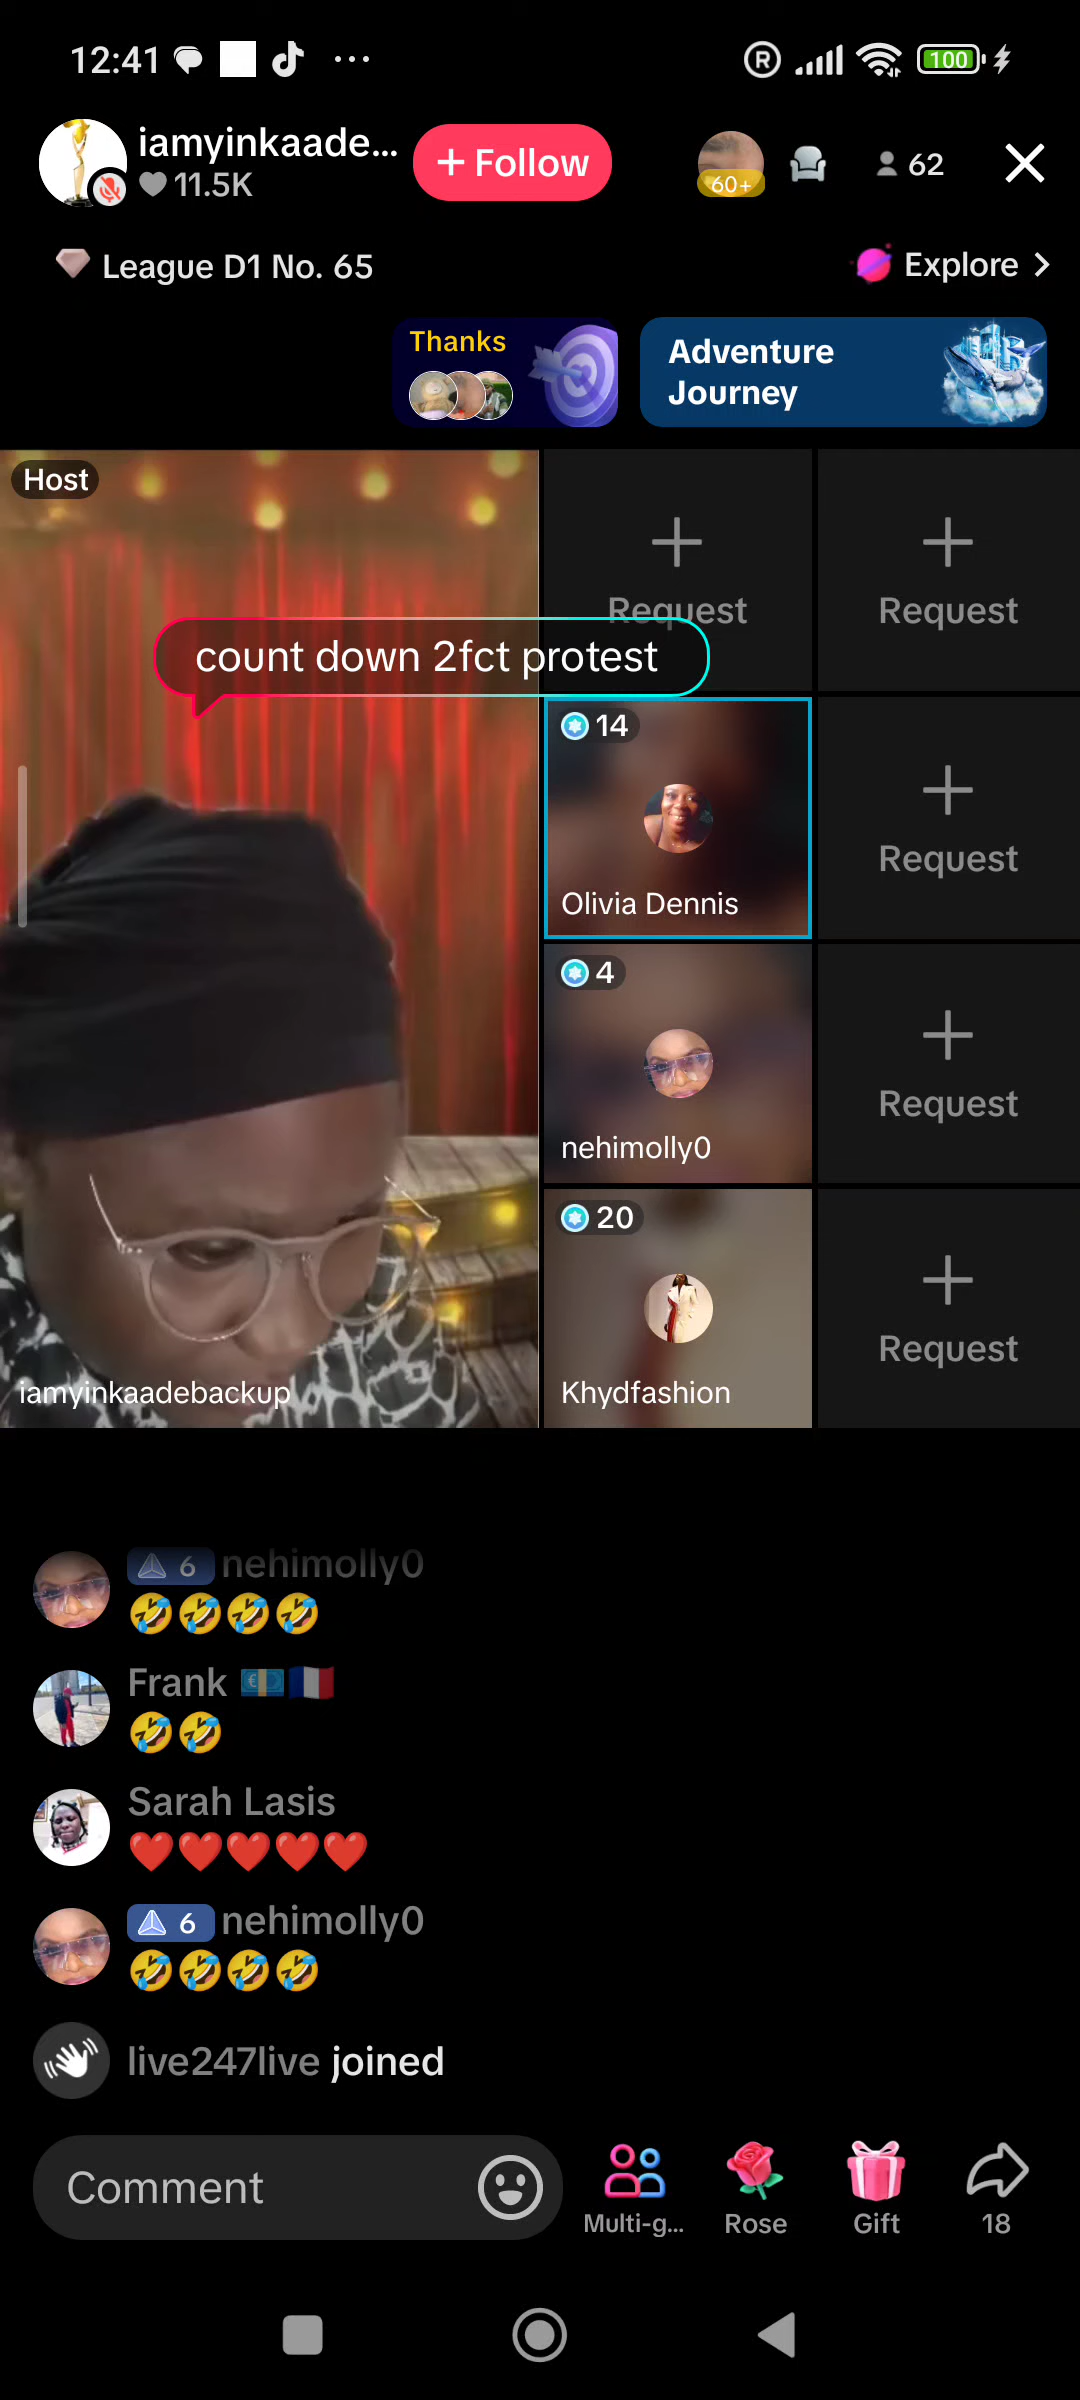 12:41
100
iamyinkaade...
11.5K
+ Follow
60+
62
League D1 No. 65
Explore >
Thanks
Adventure
Journey
Host
Request
Request
count down 2fct protest
14
Olivia Dennis
Request
4
nehimolly0
Request
20
Khydfashion
Request
iamyinkaadebackup
6 nehimolly0
🤣🤣🤣🤣
Frank 💶🇫🇷
🤣🤣
Sarah Lasis
❤️❤️❤️❤️❤️
6 nehimolly0
🤣🤣🤣🤣
live247live joined
Comment
Multi-g...
Rose
Gift
18